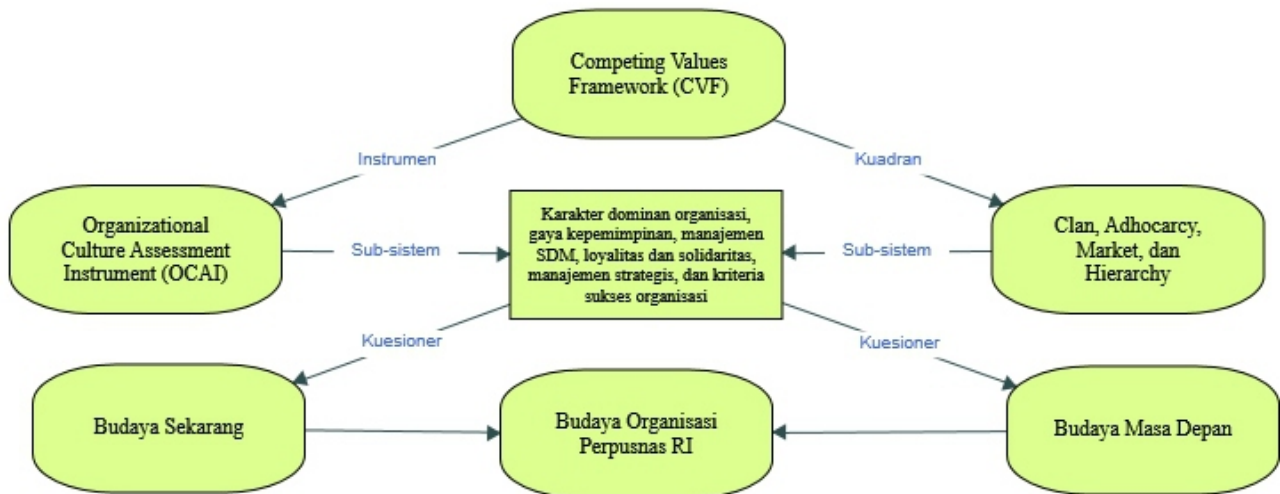 Competing Values
Framework (CVF)
Instrumen
Kuadran
Organizational
Culture Assessment
Instrument (OCAI)
Sub-sistem
Karakter dominan organisasi,
gaya kepemimpinan, manajemen
SDM, loyalitas dan solidaritas,
manajemen strategis, dan kriteria
sukses organisasi
Sub-sistem
Clan, Adhocarcy,
Market, dan
Hierarchy
Kuesioner
Kuesioner
Budaya Sekarang
Budaya Organisasi
Perpusnas RI
Budaya Masa Depan